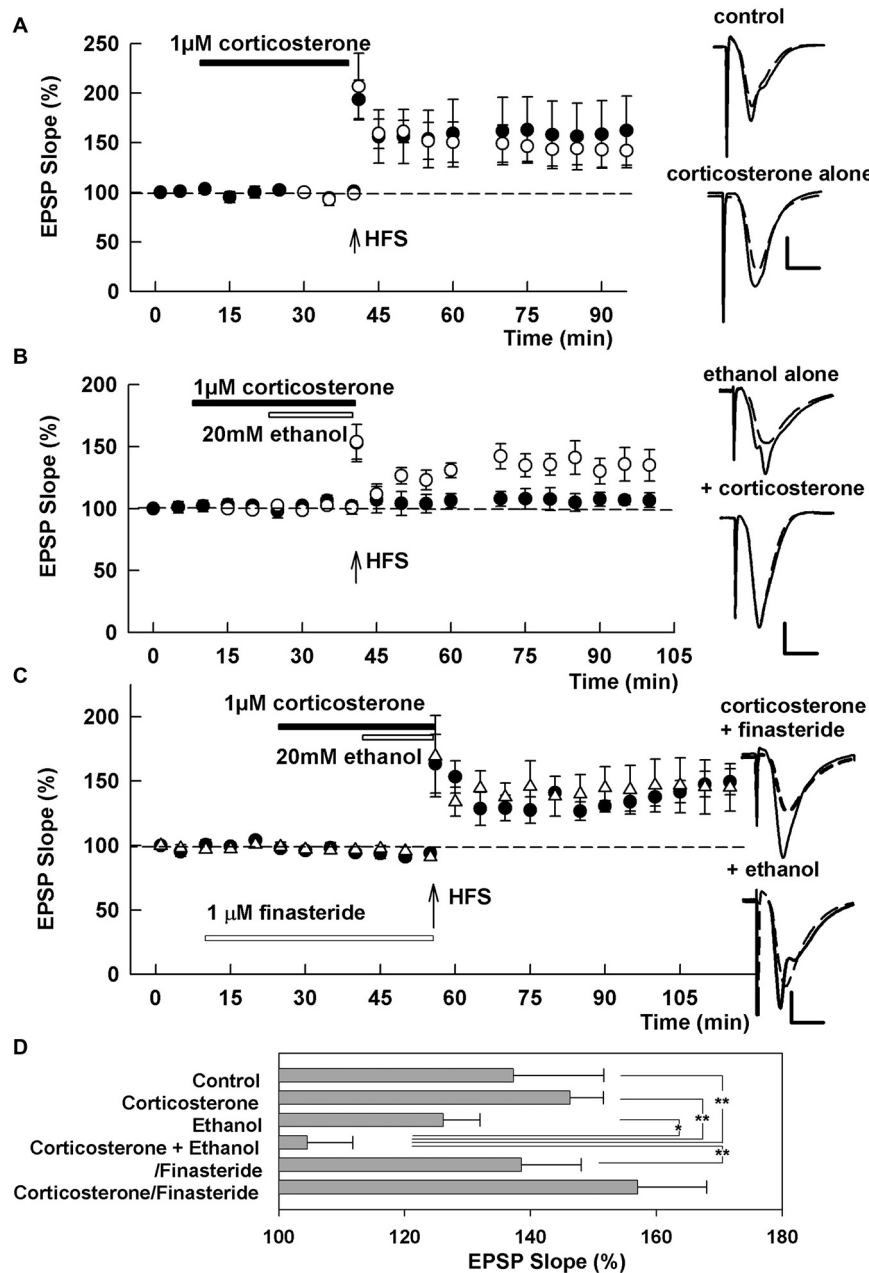 A
250
200
150
100
50
0
EPSP Slope (%)
1µM corticosterone
HFS
0 15 30 45 60 75 90
Time (min)
control
corticosterone alone
B
200
150
100
50
0
EPSP Slope (%)
1µM corticosterone
20mM ethanol
HFS
0 15 30 45 60 75 90 105
Time (min)
ethanol alone
+ corticosterone
C
200
150
100
50
0
EPSP Slope (%)
1µM corticosterone
20mM ethanol
HFS
1 µM finasteride
0 15 30 45 60 75 90 105
Time (min)
corticosterone
+ finasteride
+ ethanol
D
Control
Corticosterone
Ethanol
Corticosterone + Ethanol
/Finasteride
Corticosterone/Finasteride
**
**
*
**
100 120 140 160 180
EPSP Slope (%)